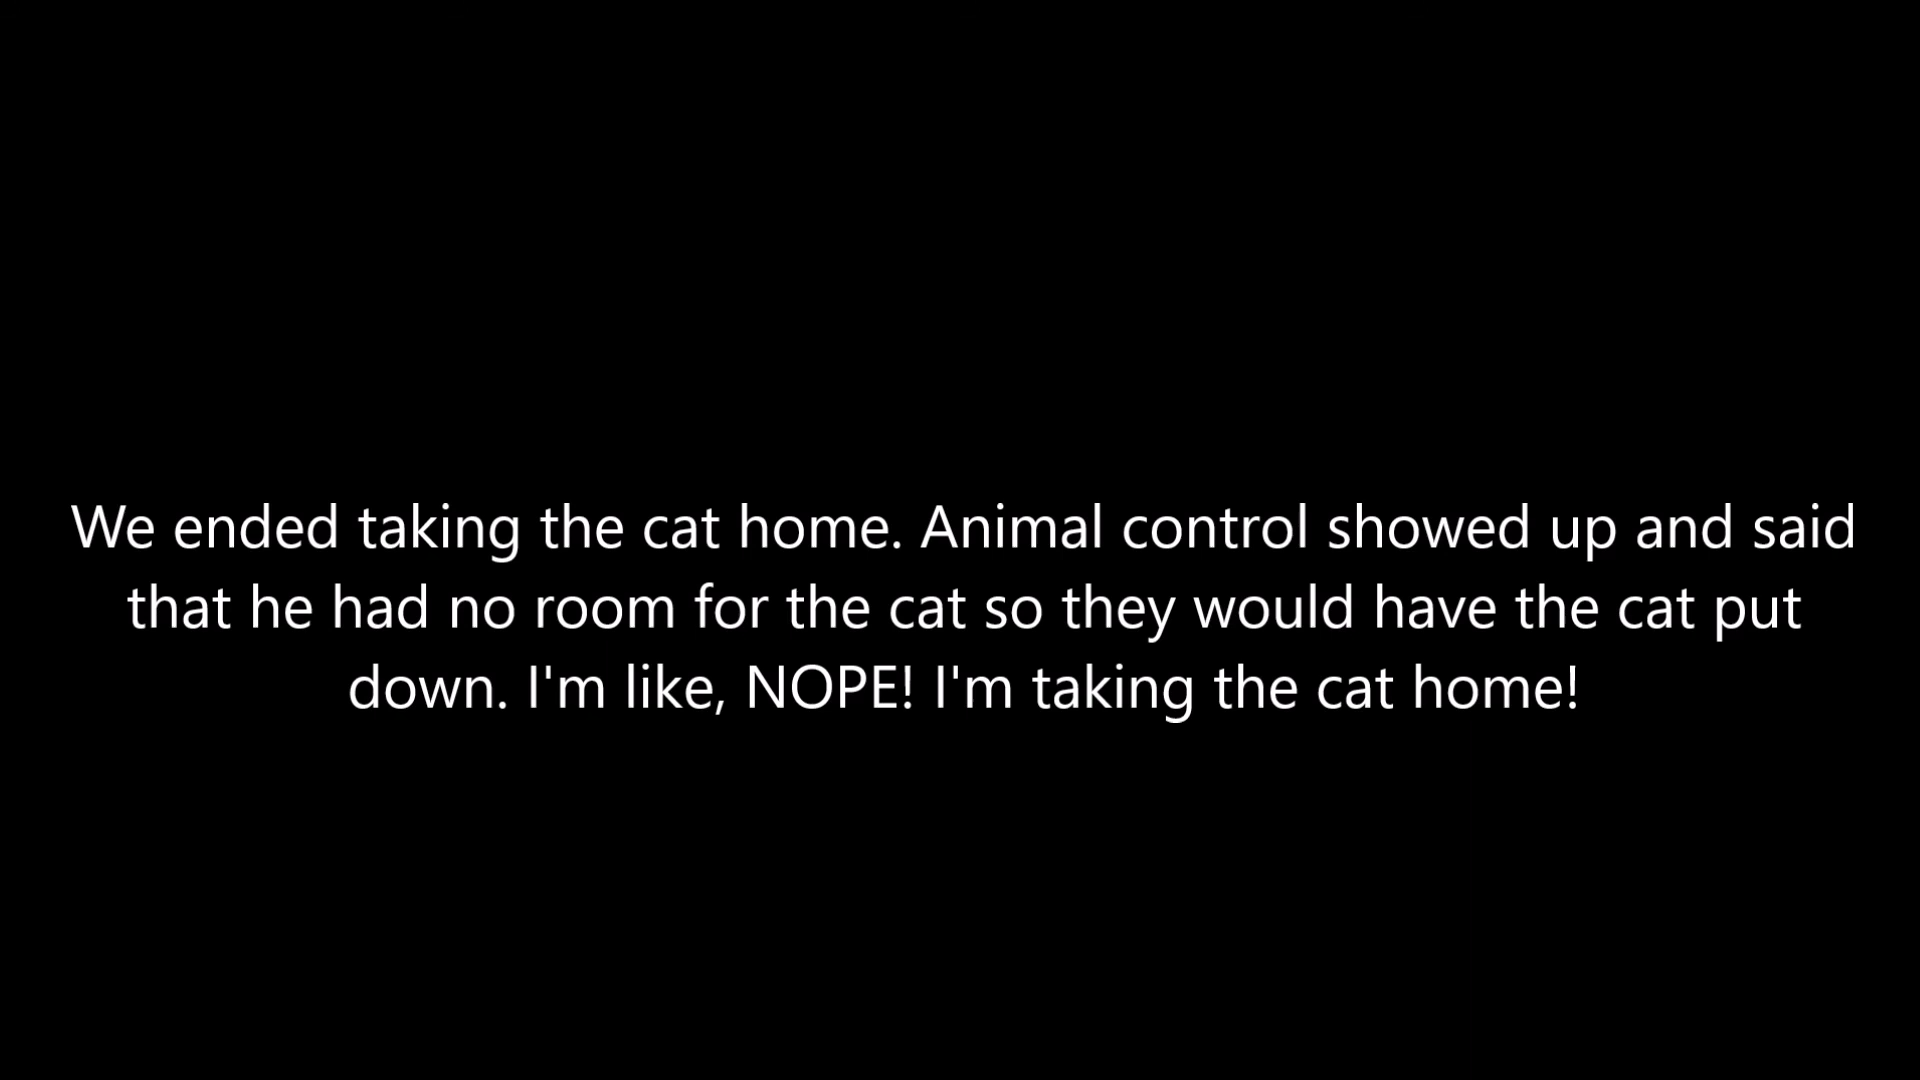 We ended taking the cat home. Animal control showed up and said
that he had no room for the cat so they would have the cat put
down. I'm like, NOPE! I'm taking the cat home!